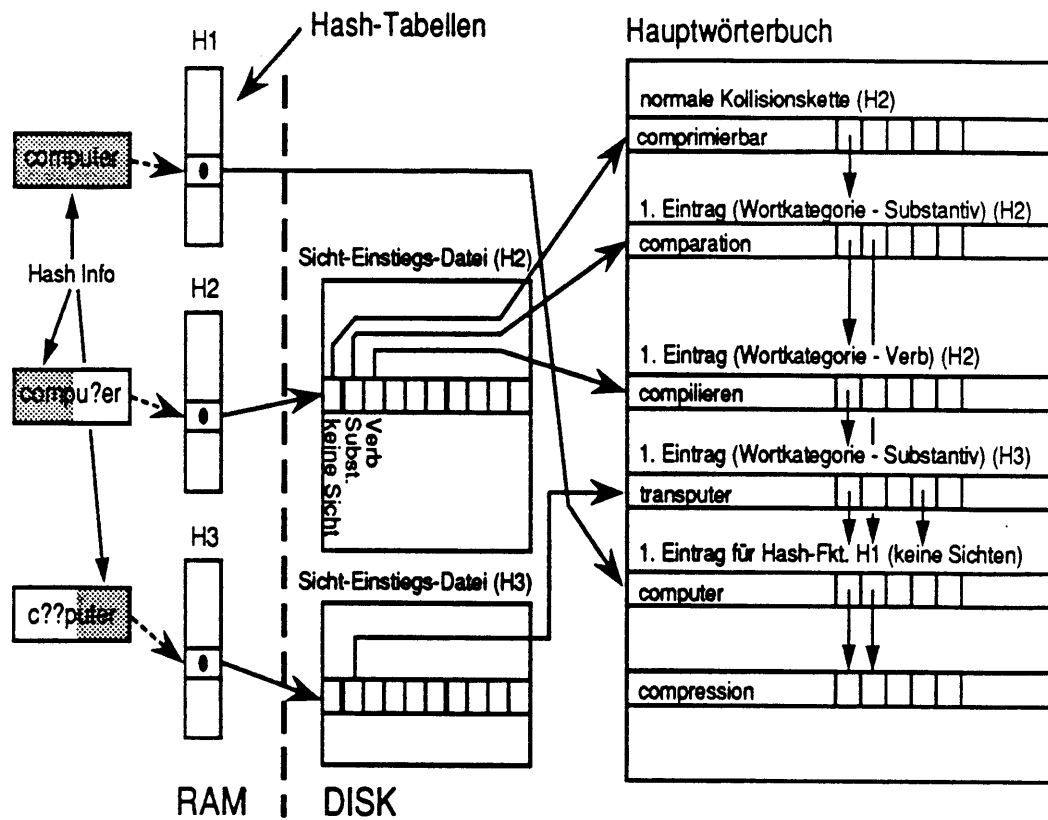 Hash-Tabellen
Hauptwörterbuch
H1
normale Kollisionskette (H2)
computer
comprimierbar
1. Eintrag (Wortkategorie - Substantiv) (H2)
comparation
Hash Info
H2
Sicht-Einstiegs-Datei (H2)
1. Eintrag (Wortkategorie - Verb) (H2)
compu?er
compilieren
Verb
Subst.
keine Sicht
1. Eintrag (Wortkategorie - Substantiv) (H3)
transputer
H3
1. Eintrag für Hash-Fkt. H1 (keine Sichten)
Sicht-Einstiegs-Datei (H3)
c??puter
computer
compression
RAM
DISK